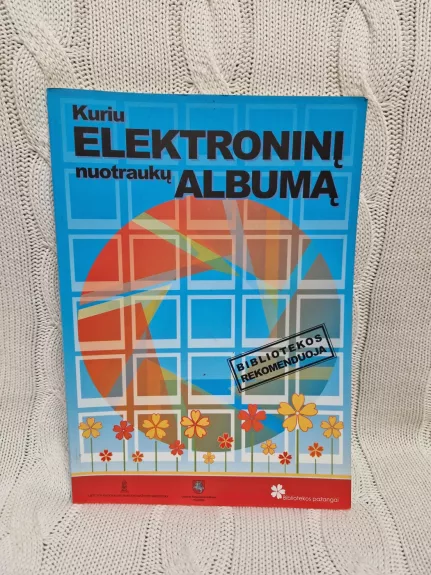 Kuriu
ELEKTRONINĮ
nuotraukų ALBUMĄ
BIBLIOTEKOS
REKOMENDUOJA
Bibliotekos pažangai